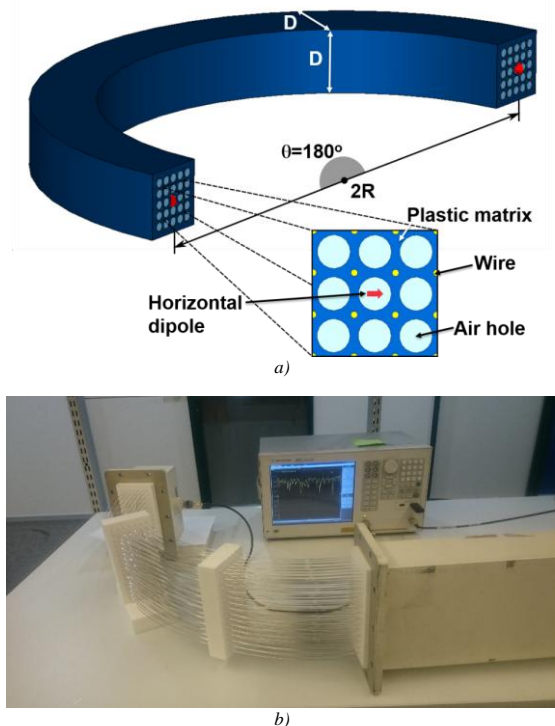 D
D
θ=180°
2R
Plastic matrix
Wire
Horizontal
dipole
Air hole
a)
b)